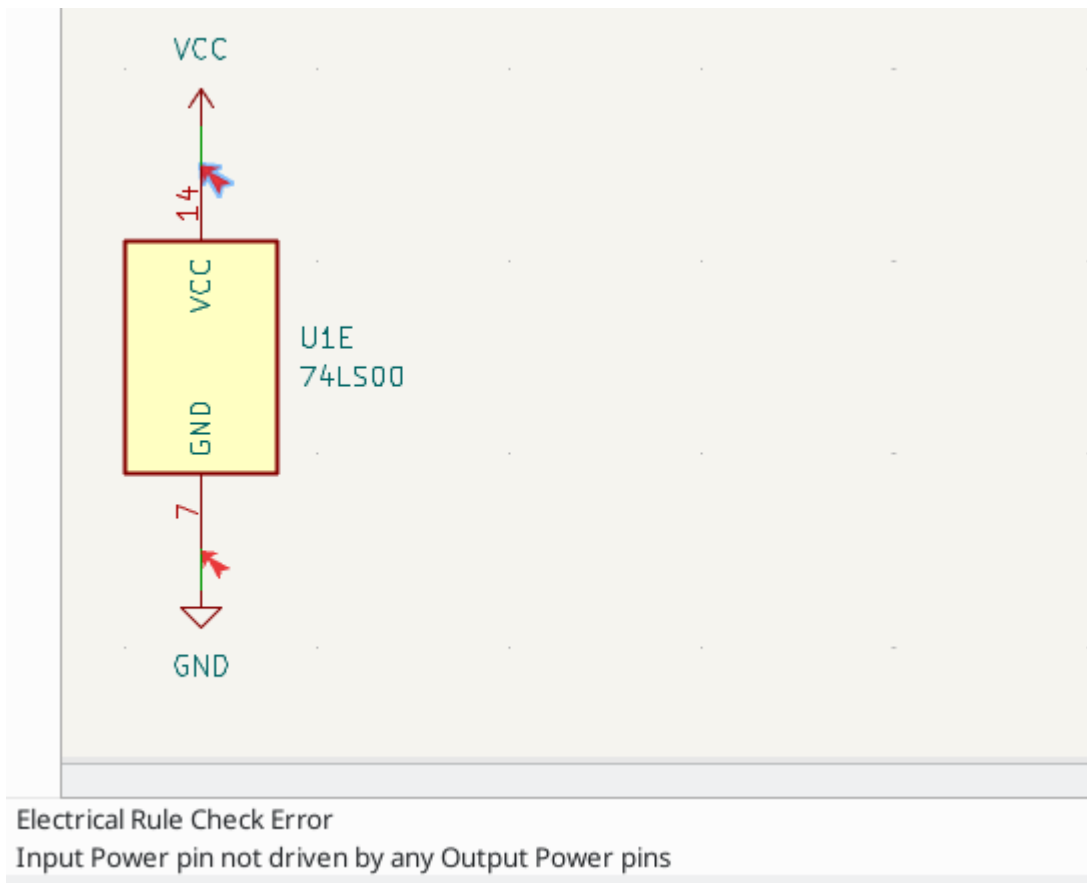 VCC
14
VCC
U1E
74LS00
GND
7
GND
Electrical Rule Check Error
Input Power pin not driven by any Output Power pins